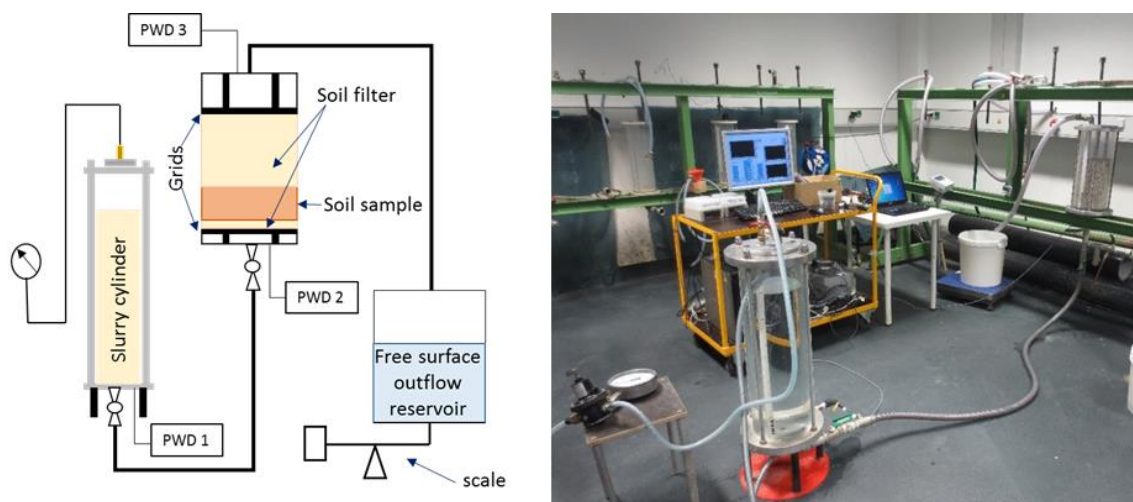 PWD 3
Soil filter
Grids
Soil sample
Slurry cylinder
PWD 2
Free surface
outflow
reservoir
PWD 1
scale